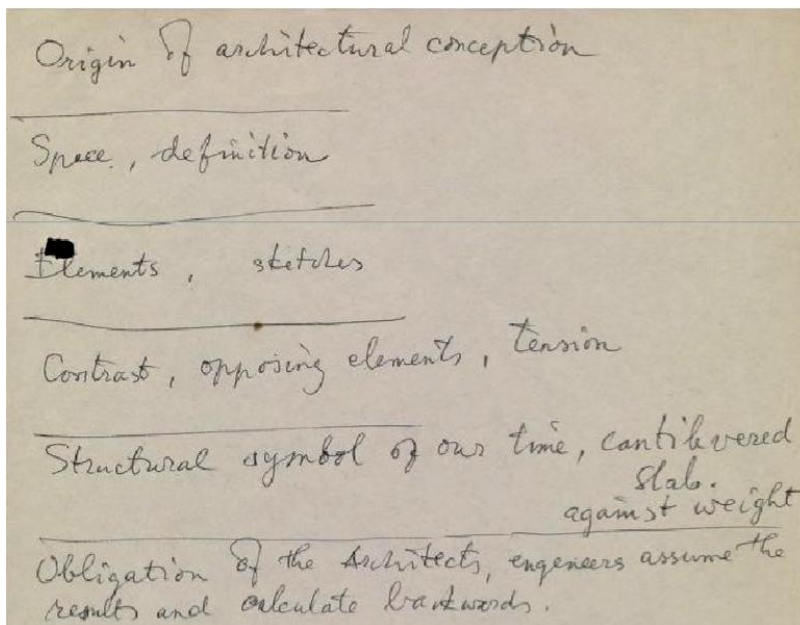 Origin of architectural conception
Space, definition
Elements, sketches
Contrast, opposing elements, tension
Structural symbol of our time, cantilevered
slab.
against weight
Obligation of the Architects, engeneers assume the
results and calculate backwords.